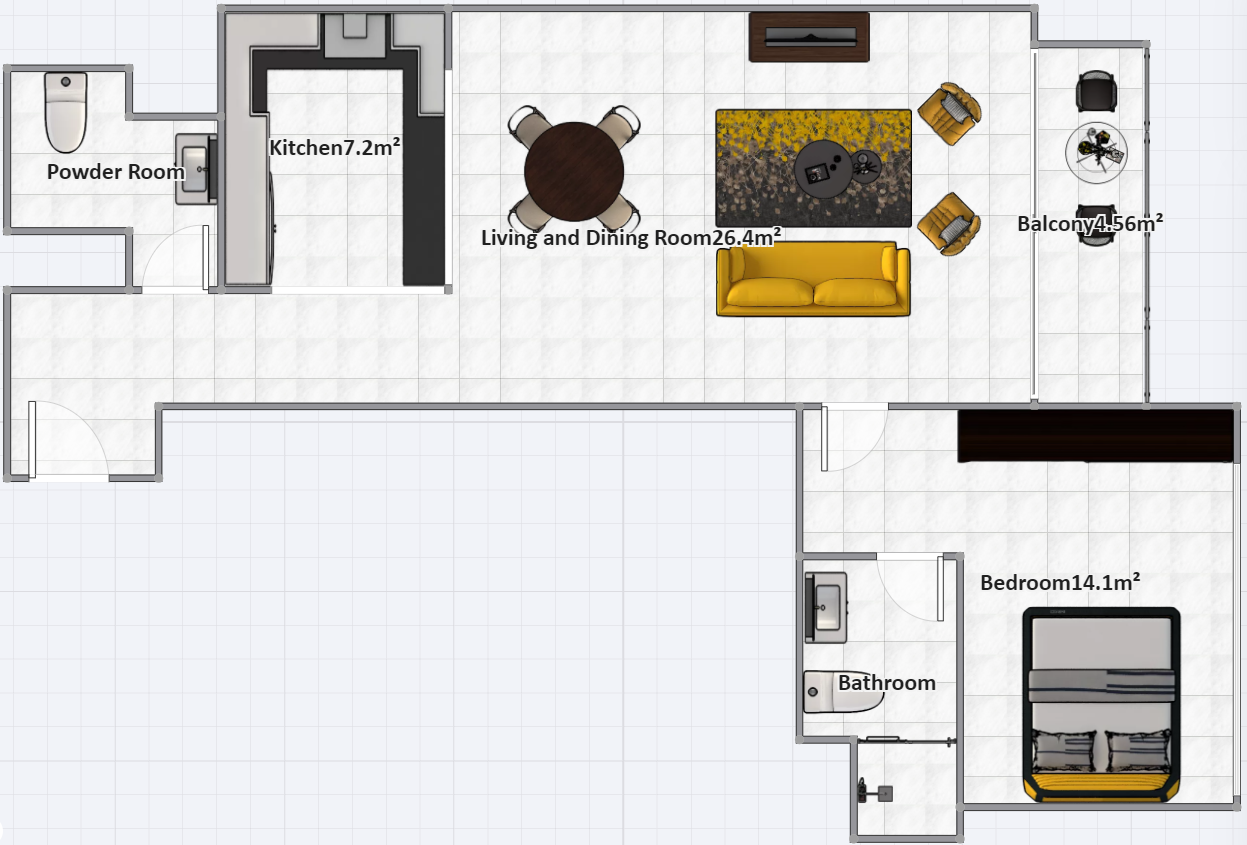 Kitchen7.2m²
Powder Room
Living and Dining Room26.4m²
Balcony4.56m²
Bedroom14.1m²
Bathroom